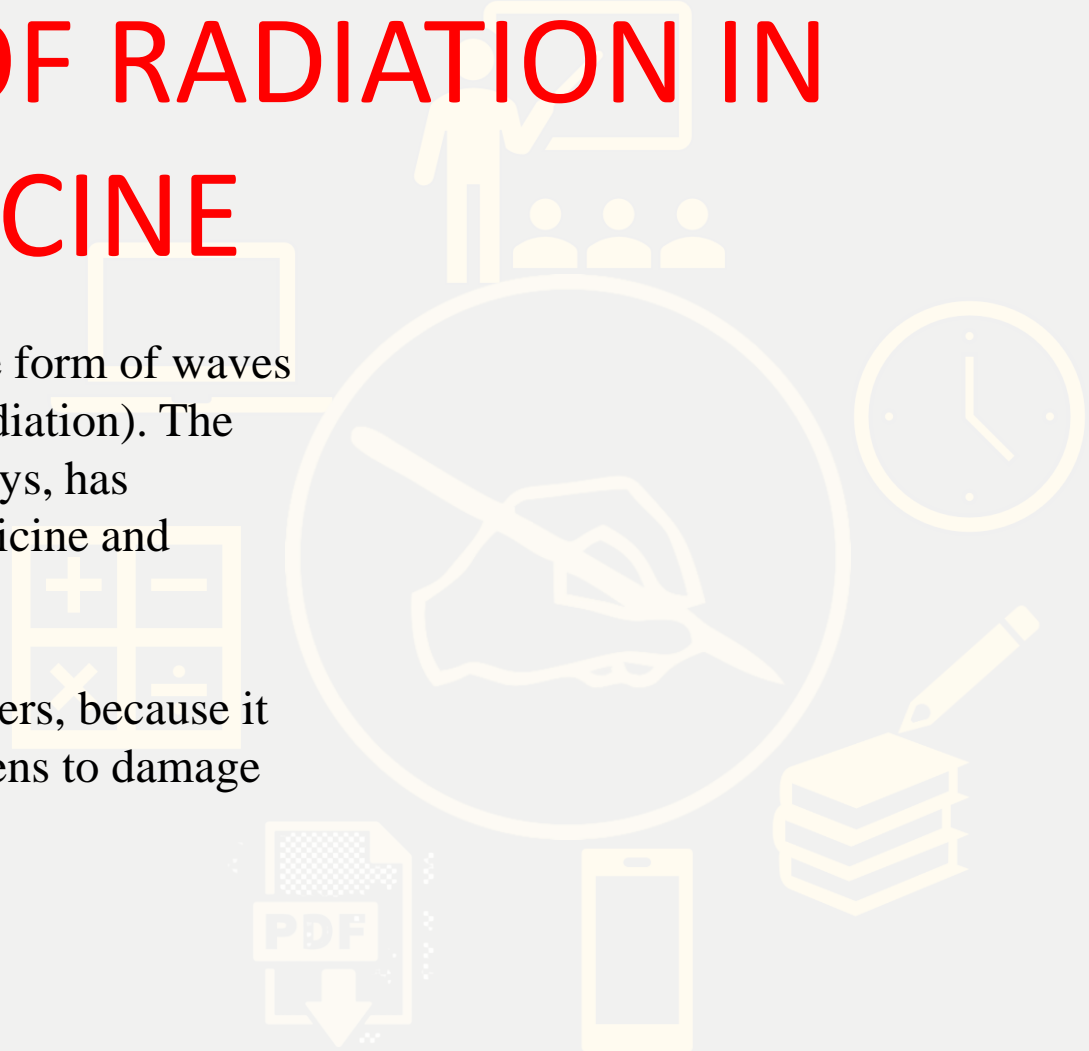 OF RADIATION IN
CINE
form of waves
diation). The
ys, has
icine and
ers, because it
ens to damage
PDF